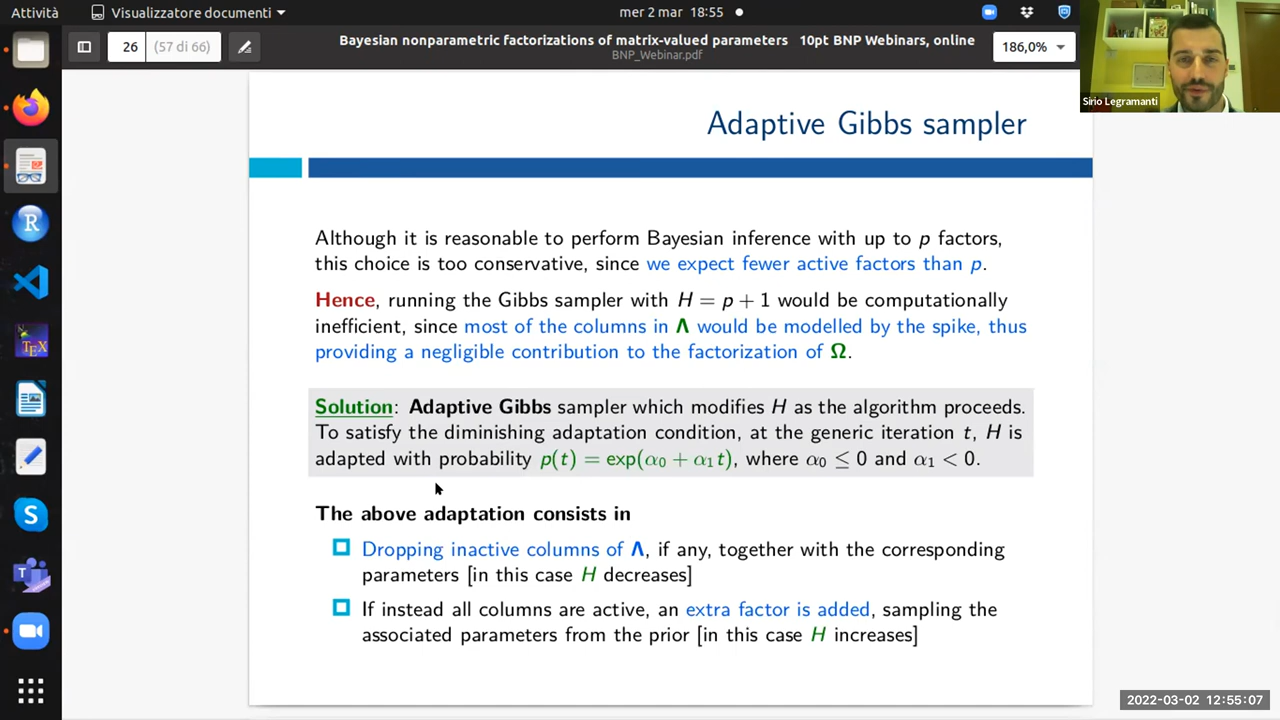 Attività
Visualizzatore documenti
mer 2 mar 18:55
26
(57 di 66)
Bayesian nonparametric factorizations of matrix-valued parameters 10pt BNP Webinars, online
BNP_Webinar.pdf
186,0%
Sirio Legramanti
Adaptive Gibbs sampler
Although it is reasonable to perform Bayesian inference with up to p factors,
this choice is too conservative, since we expect fewer active factors than p.
Hence, running the Gibbs sampler with H = p + 1 would be computationally
inefficient, since most of the columns in Λ would be modelled by the spike, thus
providing a negligible contribution to the factorization of Ω.
Solution: Adaptive Gibbs sampler which modifies H as the algorithm proceeds.
To satisfy the diminishing adaptation condition, at the generic iteration t, H is
adapted with probability p(t) = exp(α₀ + α₁t), where α₀ ≤ 0 and α₁ < 0.
The above adaptation consists in
Dropping inactive columns of Λ, if any, together with the corresponding
parameters [in this case H decreases]
If instead all columns are active, an extra factor is added, sampling the
associated parameters from the prior [in this case H increases]
R
TEX
S
2022-03-02 12:55:07